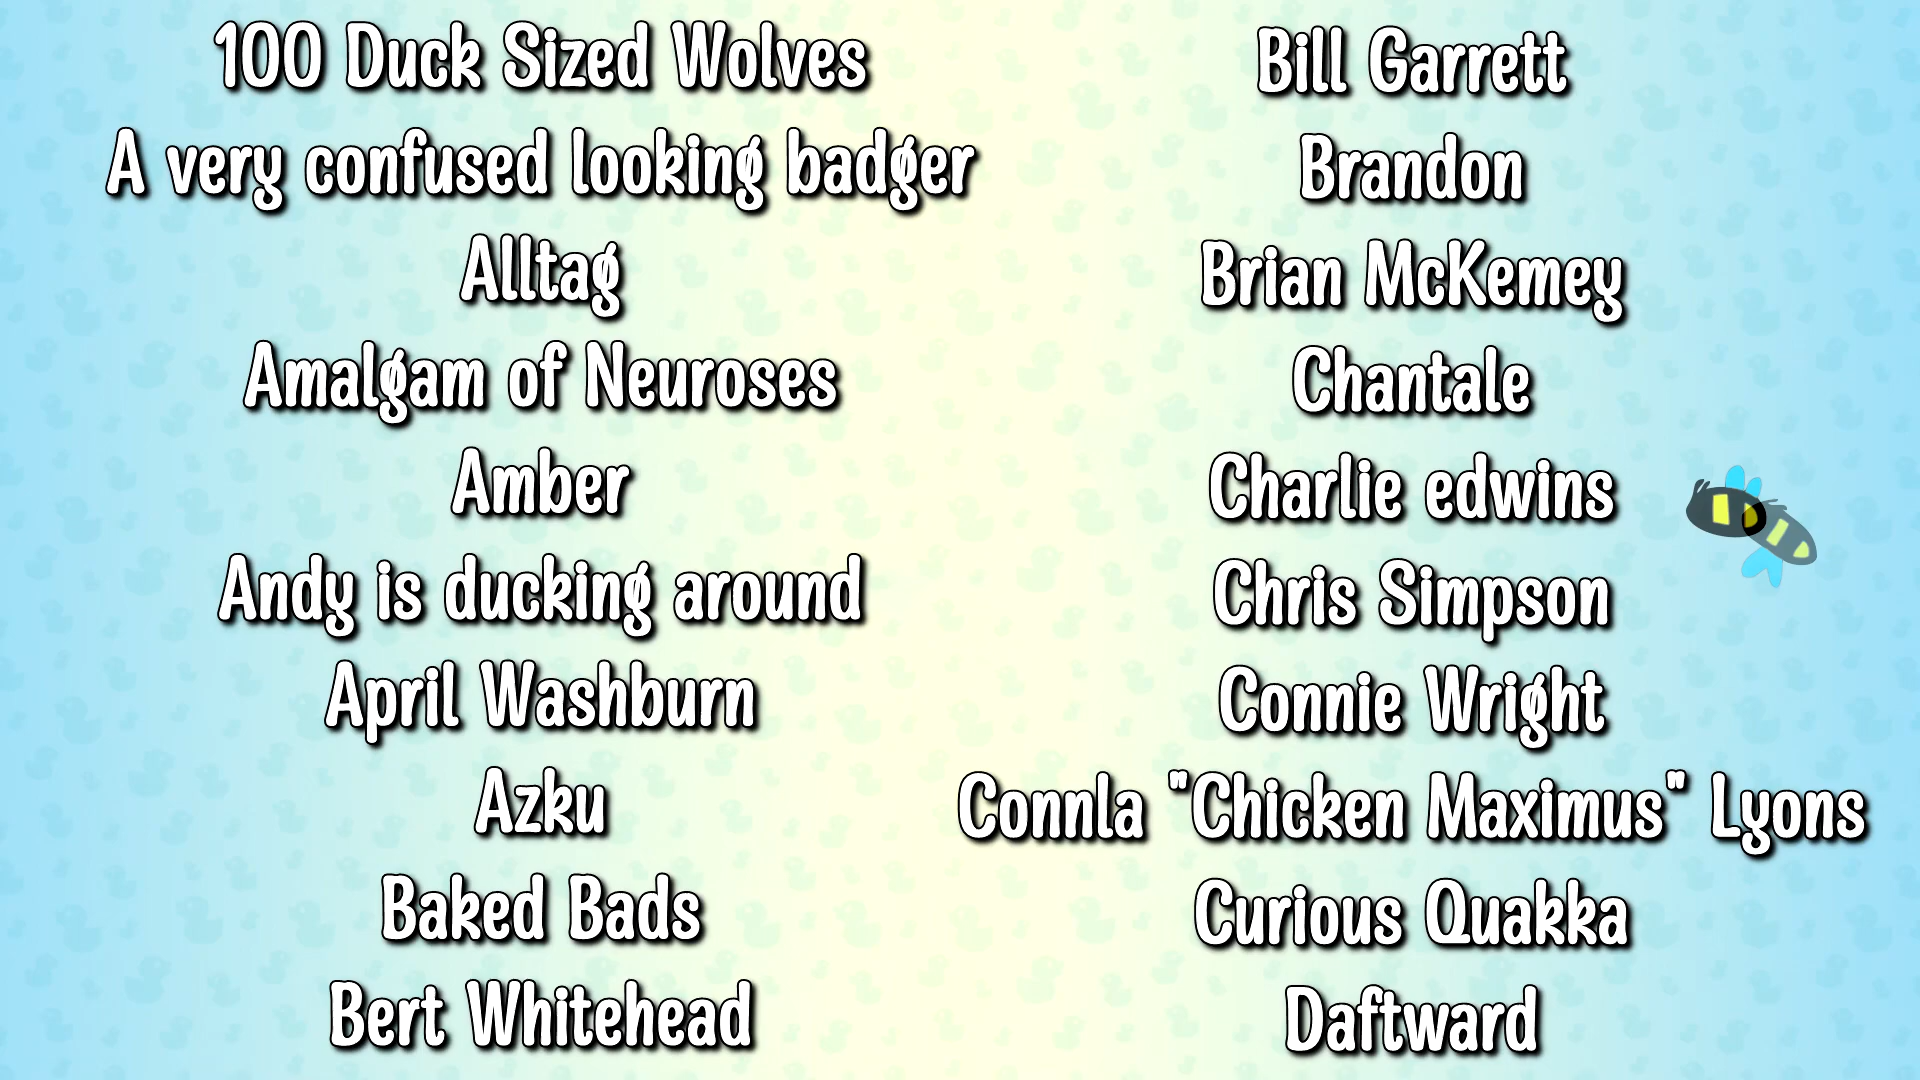 100 Duck Sized Wolves
A very confused looking badger
Alltag
Amalgam of Neuroses
Amber
Andy is ducking around
April Washburn
Azku
Baked Bads
Bert Whitehead
Bill Garrett
Brandon
Brian McKemey
Chantale
Charlie edwins
Chris Simpson
Connie Wright
Connla "Chicken Maximus" Lyons
Curious Quakka
Daftward